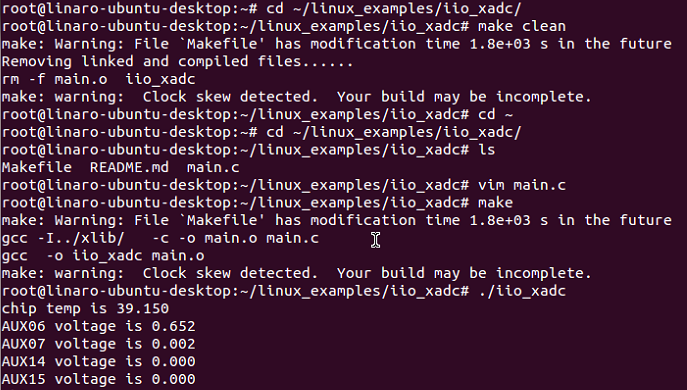 root@linaro-ubuntu-desktop:~# cd ~/linux_examples/iio_xadc/
root@linaro-ubuntu-desktop:~/linux_examples/iio_xadc# make clean
make: Warning: File `Makefile' has modification time 1.8e+03 s in the future
Removing linked and compiled files......
rm -f main.o  iio_xadc
make: warning:  Clock skew detected.  Your build may be incomplete.
root@linaro-ubuntu-desktop:~/linux_examples/iio_xadc# cd ~
root@linaro-ubuntu-desktop:~# cd ~/linux_examples/iio_xadc/
root@linaro-ubuntu-desktop:~/linux_examples/iio_xadc# ls
Makefile  README.md  main.c
root@linaro-ubuntu-desktop:~/linux_examples/iio_xadc# vim main.c
root@linaro-ubuntu-desktop:~/linux_examples/iio_xadc# make
make: Warning: File `Makefile' has modification time 1.8e+03 s in the future
gcc -I../xlib/   -c -o main.o main.c
gcc  -o iio_xadc main.o
make: warning:  Clock skew detected.  Your build may be incomplete.
root@linaro-ubuntu-desktop:~/linux_examples/iio_xadc# ./iio_xadc
chip temp is 39.150
AUX06 voltage is 0.652
AUX07 voltage is 0.002
AUX14 voltage is 0.000
AUX15 voltage is 0.000